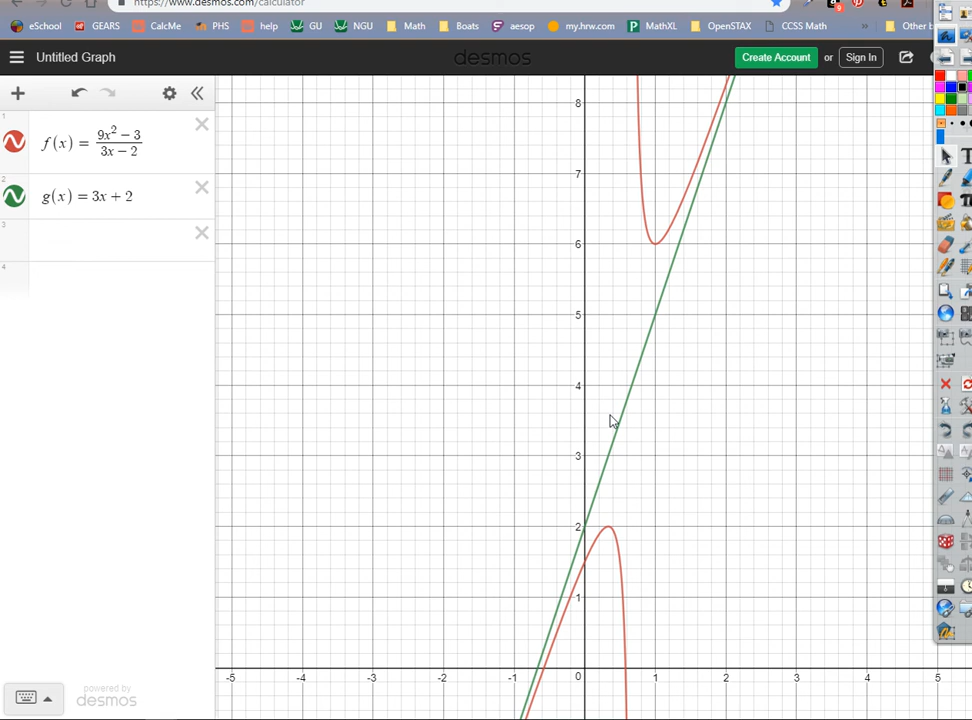 https://www.desmos.com/calculator
9
eSchool GEARS CalcMe PHS help GU NGU Math Boats aesop my.hrw.com MathXL OpenSTAX CCSS Math » Other b
Untitled Graph desmos Create Account or Sign In
1
f(x) = (9x² − 3)/(3x − 2)
2
g(x) = 3x + 2
3
4
8
7
6
5
4
3
2
1
-5 -4 -3 -2 -1 0 1 2 3 4 5
powered by
desmos